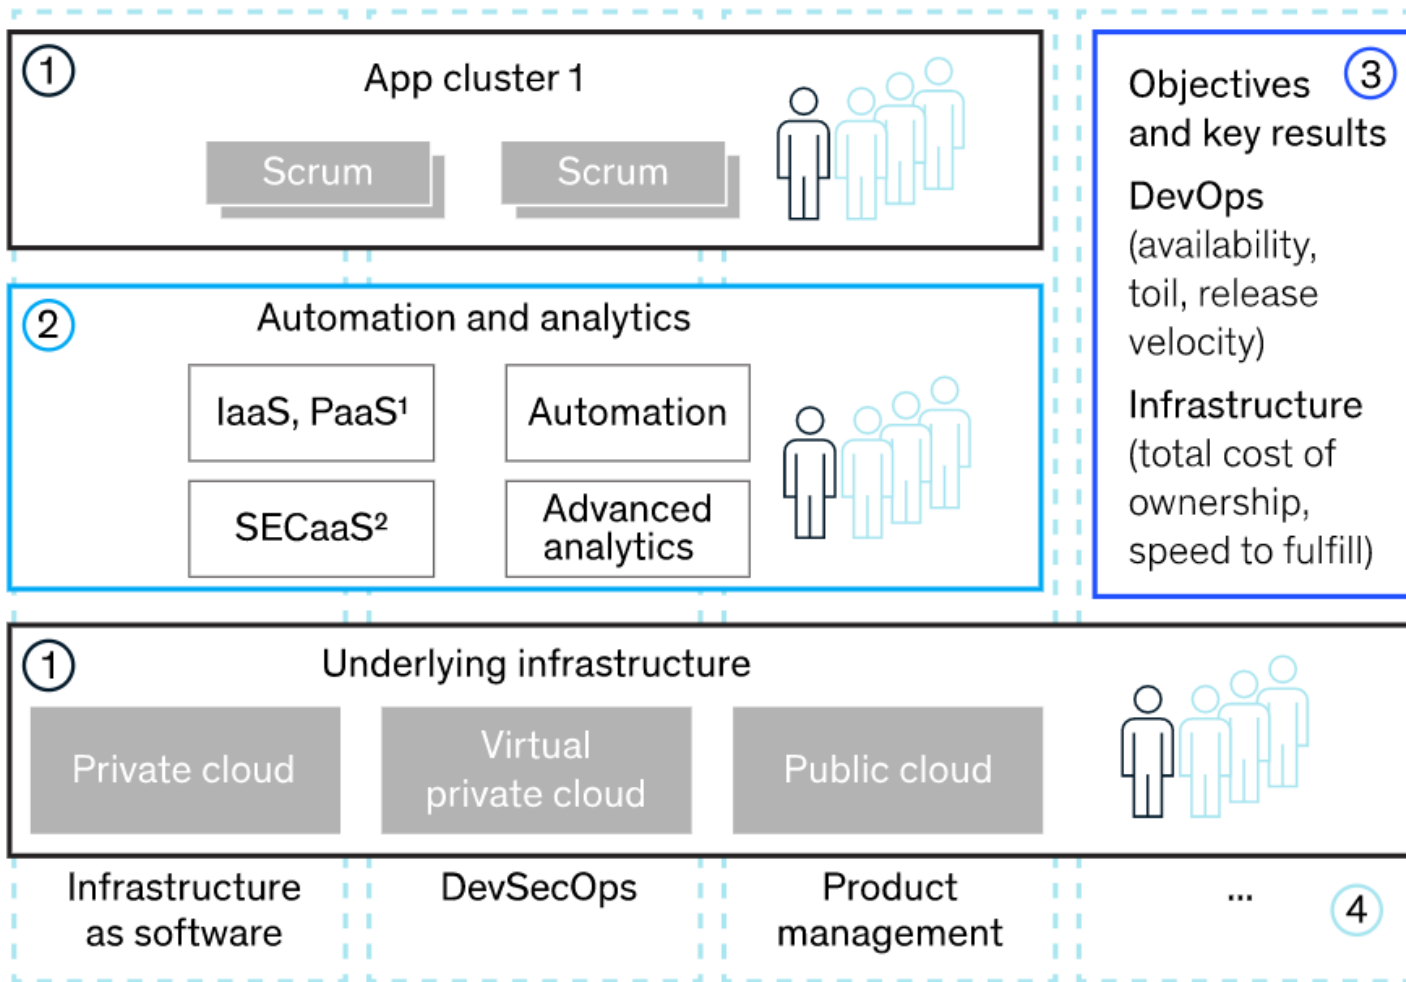 1
App cluster 1
Scrum
Scrum
2
Automation and analytics
IaaS, PaaS¹
Automation
SECaaS²
Advanced
analytics
3
Objectives
and key results
DevOps
(availability,
toil, release
velocity)
Infrastructure
(total cost of
ownership,
speed to fulfill)
1
Underlying infrastructure
Private cloud
Virtual
private cloud
Public cloud
Infrastructure
as software
DevSecOps
Product
management
...
4